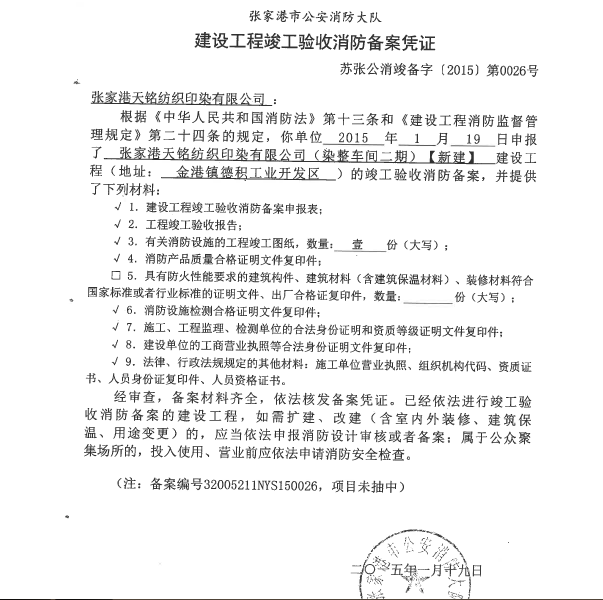 张家港市公安消防大队
建设工程竣工验收消防备案凭证
苏张公消竣备字〔2015〕第0026号
张家港天铭纺织印染有限公司：
根据《中华人民共和国消防法》第十三条和《建设工程消防监督管
理规定》第二十四条的规定，你单位 2015 年 1 月 19 日申报
了 张家港天铭纺织印染有限公司（染整车间二期）【新建】 建设工
程（地址： 金港镇德积工业开发区 ）的竣工验收消防备案，并提供
了下列材料：
√ 1．建设工程竣工验收消防备案申报表；
√ 2．工程竣工验收报告；
√ 3．有关消防设施的工程竣工图纸，数量： 壹 份（大写）；
√ 4．消防产品质量合格证明文件复印件；
□ 5．具有防火性能要求的建筑构件、建筑材料（含建筑保温材料）、装修材料符合
国家标准或者行业标准的证明文件、出厂合格证复印件，数量：________份（大写）；
√ 6．消防设施检测合格证明文件复印件；
√ 7．施工、工程监理、检测单位的合法身份证明和资质等级证明文件复印件；
√ 8．建设单位的工商营业执照等合法身份证明文件复印件；
√ 9．法律、行政法规规定的其他材料：施工单位营业执照、组织机构代码、资质证
书、人员身份证复印件、人员资格证书。
经审查，备案材料齐全，依法核发备案凭证。已经依法进行竣工验
收消防备案的建设工程，如需扩建、改建（含室内外装修、建筑保
温、用途变更）的，应当依法申报消防设计审核或者备案；属于公众聚
集场所的，投入使用、营业前应依法申请消防安全检查。
（注：备案编号32005211NYS150026，项目未抽中）
二〇一五年一月十九日
张家港市公安消防大队